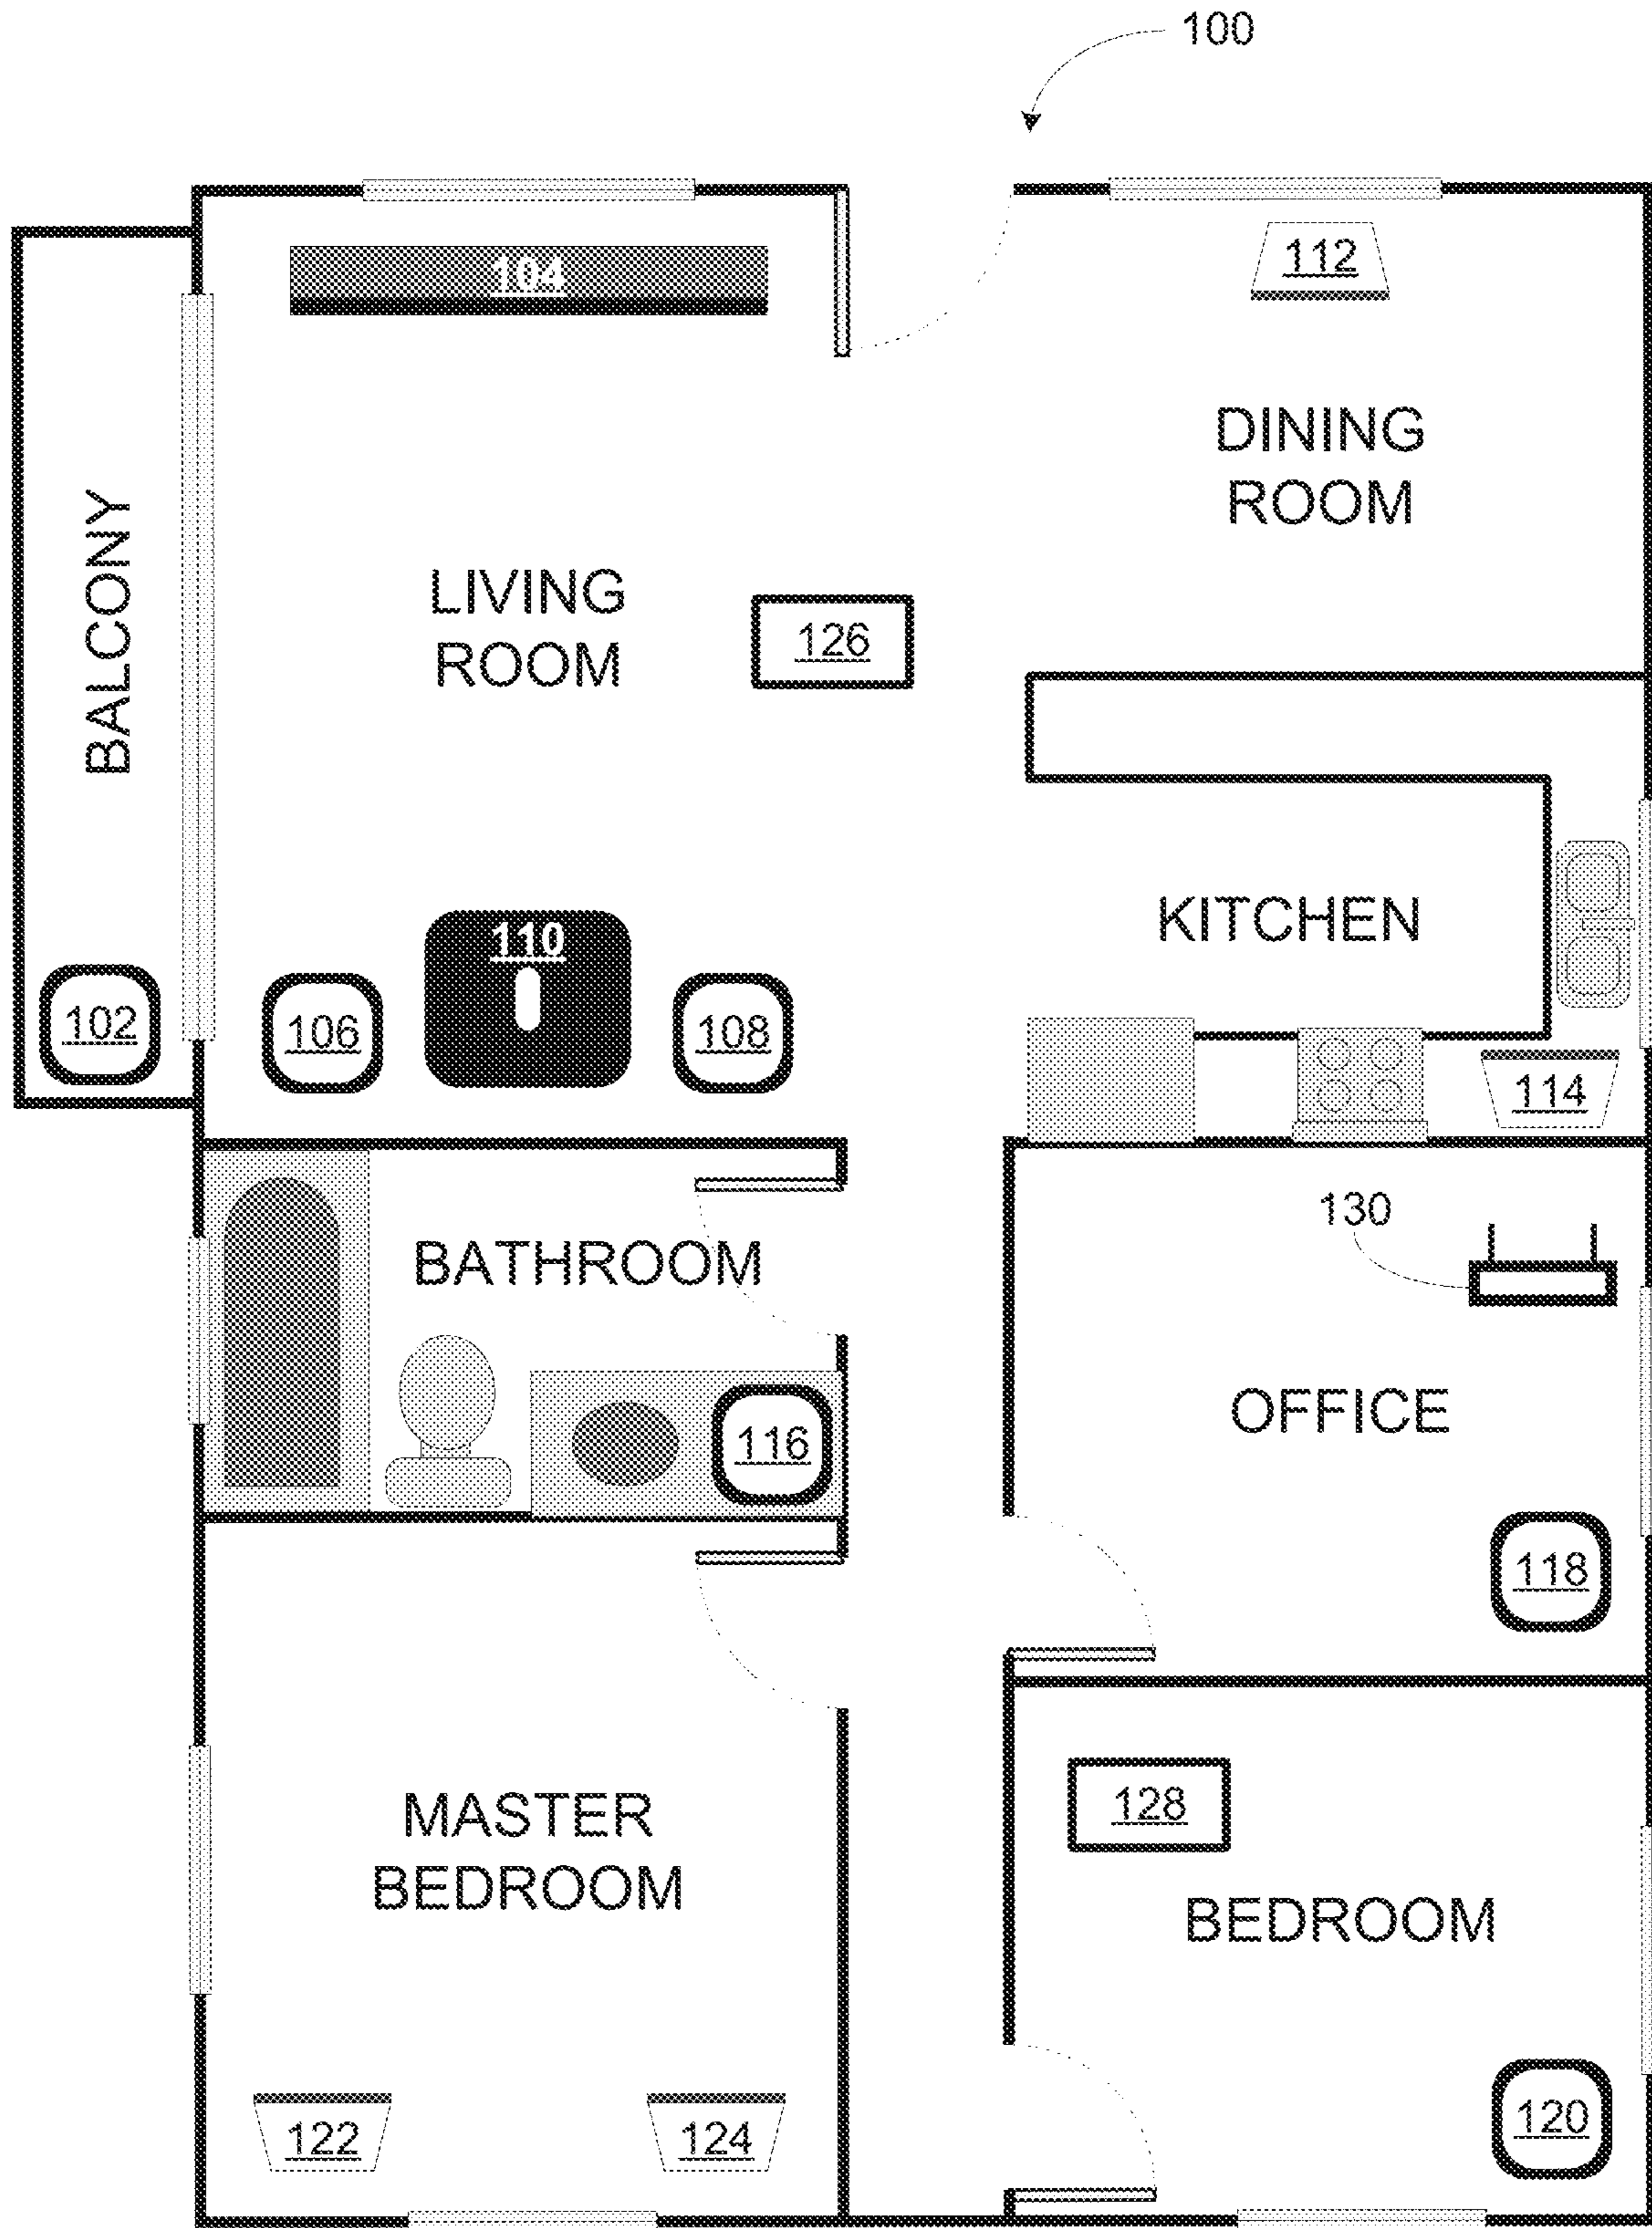 100
104
112
DINING
ROOM
BALCONY
LIVING
ROOM
126
KITCHEN
110
102
106
108
114
130
BATHROOM
OFFICE
116
118
MASTER
BEDROOM
128
BEDROOM
122
124
120